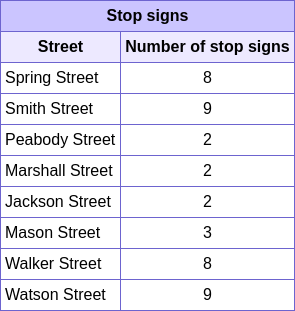 Stop signs
Street Number of stop signs
Spring Street 8
Smith Street 9
Peabody Street 2
Marshall Street 2
Jackson Street 2
Mason Street 3
Walker Street 8
Watson Street 9